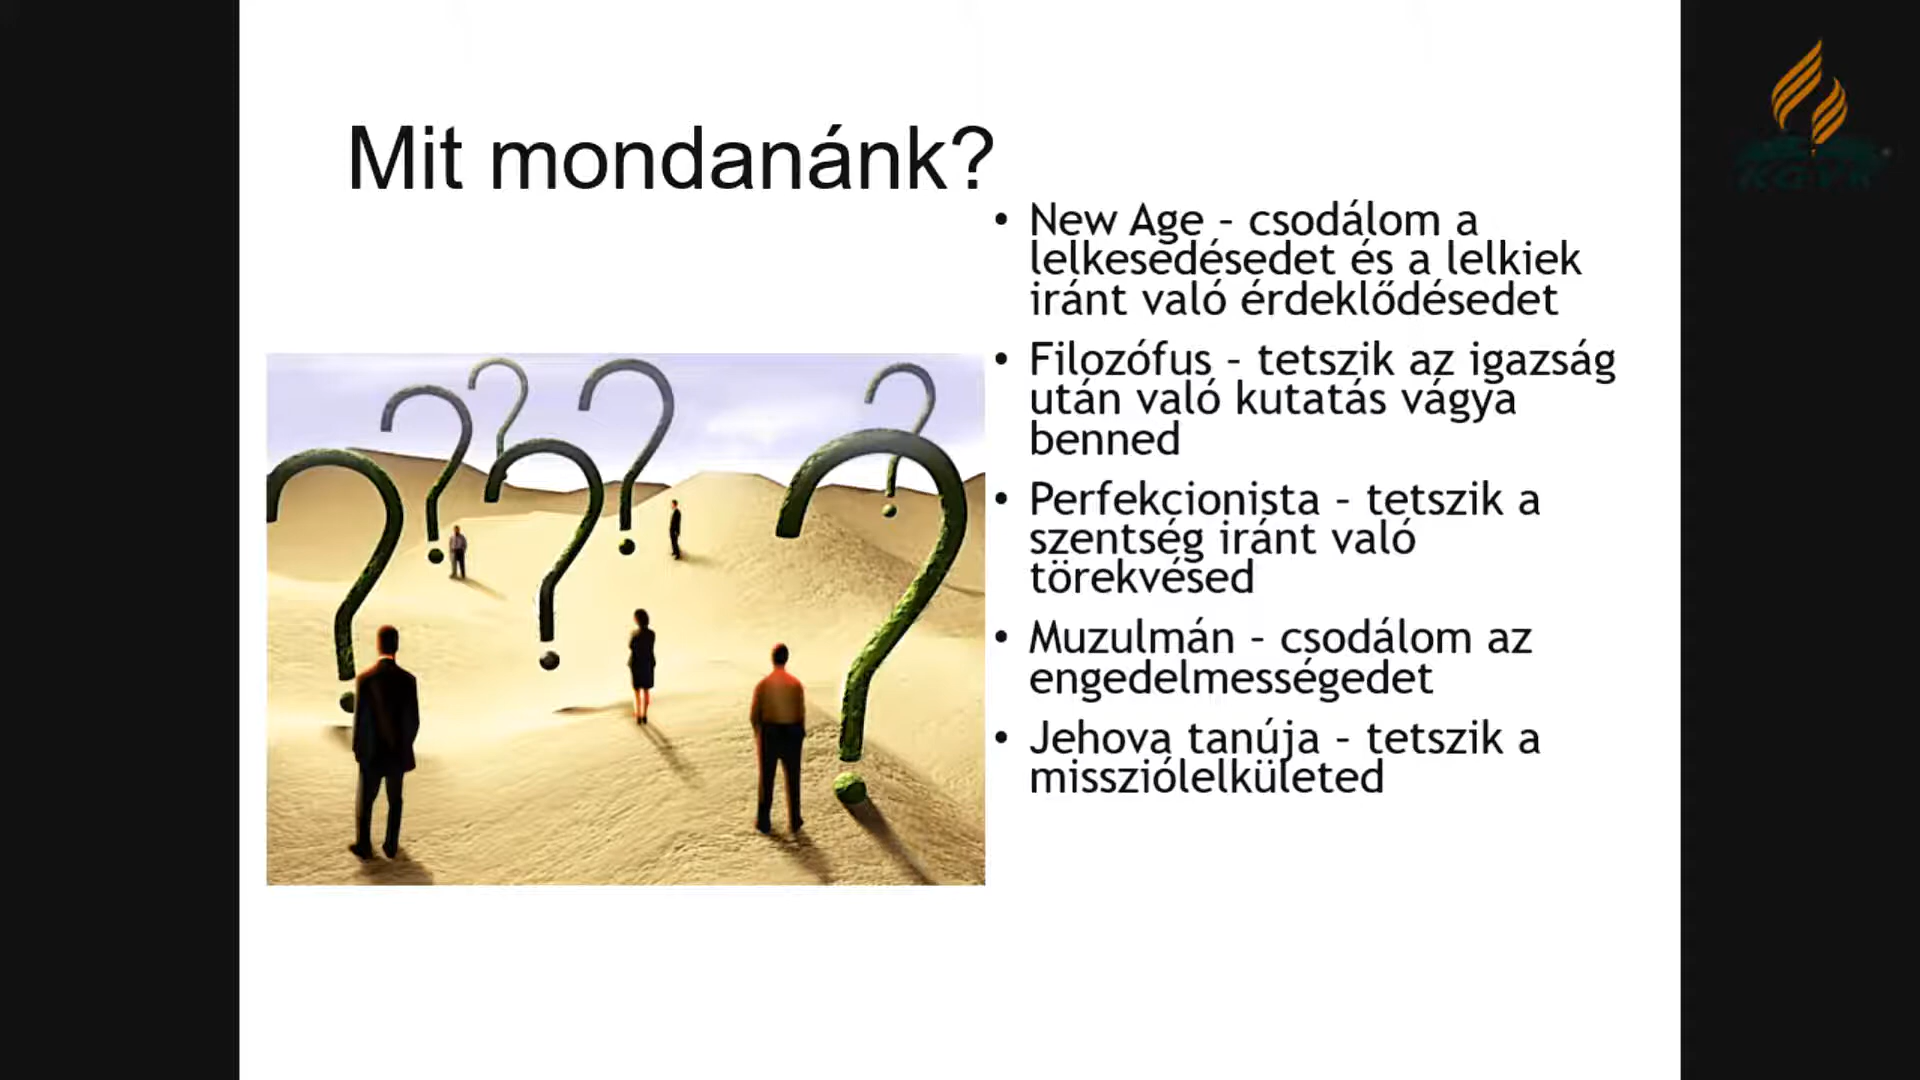 Mit mondanánk?
• New Age – csodálom a
lelkesedésedet és a lelkiek
iránt való érdeklődésedet
• Filozófus – tetszik az igazság
után való kutatás vágya
benned
• Perfekcionista – tetszik a
szentség iránt való
törekvésed
• Muzulmán – csodálom az
engedelmességedet
• Jehova tanúja – tetszik a
misszíólelkületed